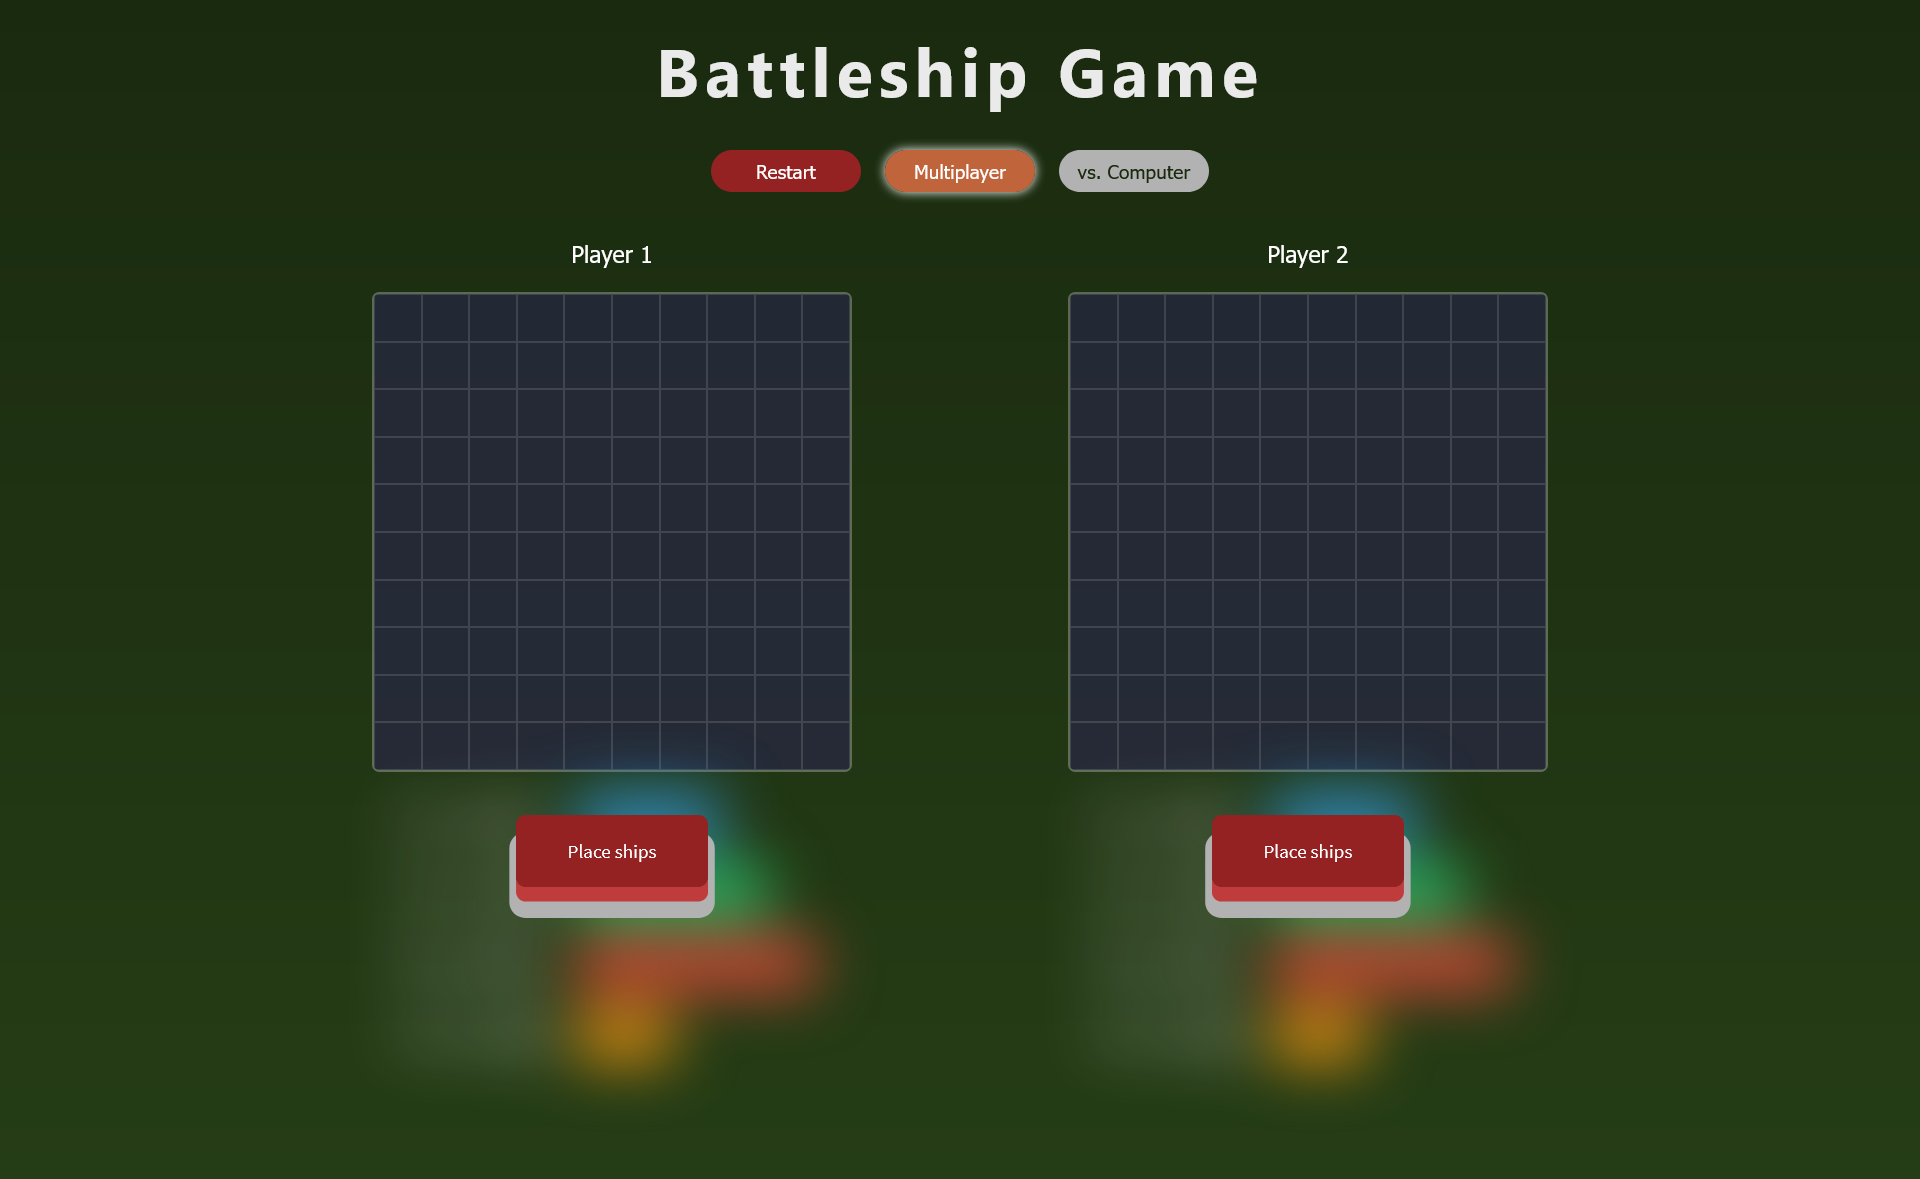 Battleship Game
Restart
Multiplayer
vs. Computer
Player 1
Player 2
Place ships
Place ships